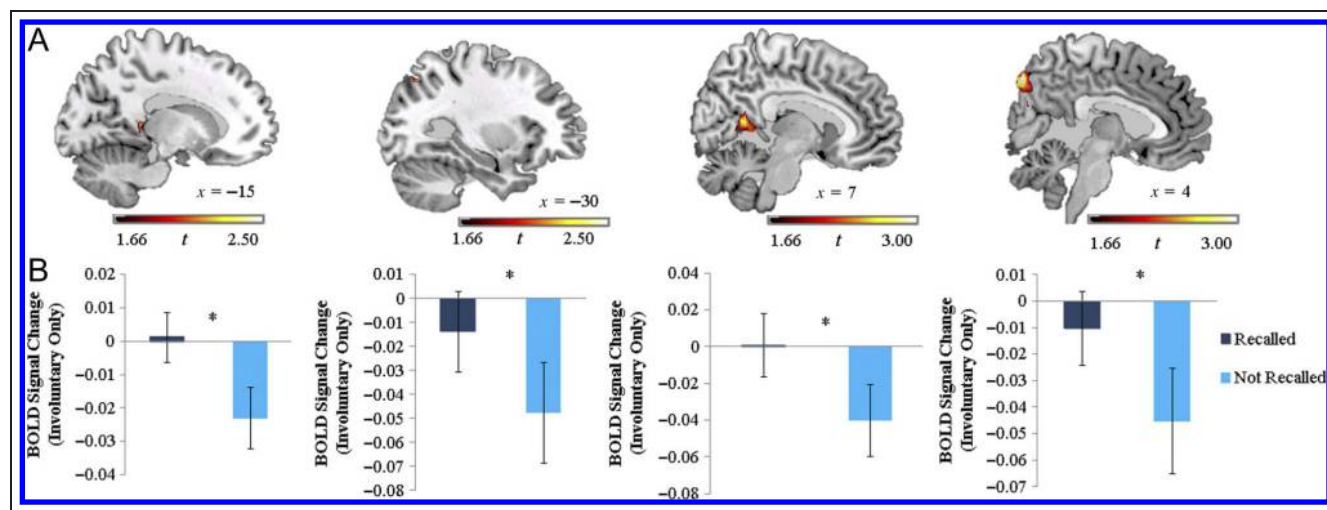 A
x = −15
1.66 t 2.50
x = −30
1.66 t 2.50
x = 7
1.66 t 3.00
x = 4
1.66 t 3.00
B
BOLD Signal Change
(Involuntary Only)
0.02
0.01
0
−0.01
−0.02
−0.03
−0.04
*
BOLD Signal Change
(Involuntary Only)
0.01
0
−0.01
−0.02
−0.03
−0.04
−0.05
−0.06
−0.07
−0.08
*
BOLD Signal Change
(Involuntary Only)
0.04
0.02
0
−0.02
−0.04
−0.06
−0.08
*
BOLD Signal Change
(Involuntary Only)
0.01
0
−0.01
−0.02
−0.03
−0.04
−0.05
−0.06
−0.07
*
Recalled
Not Recalled